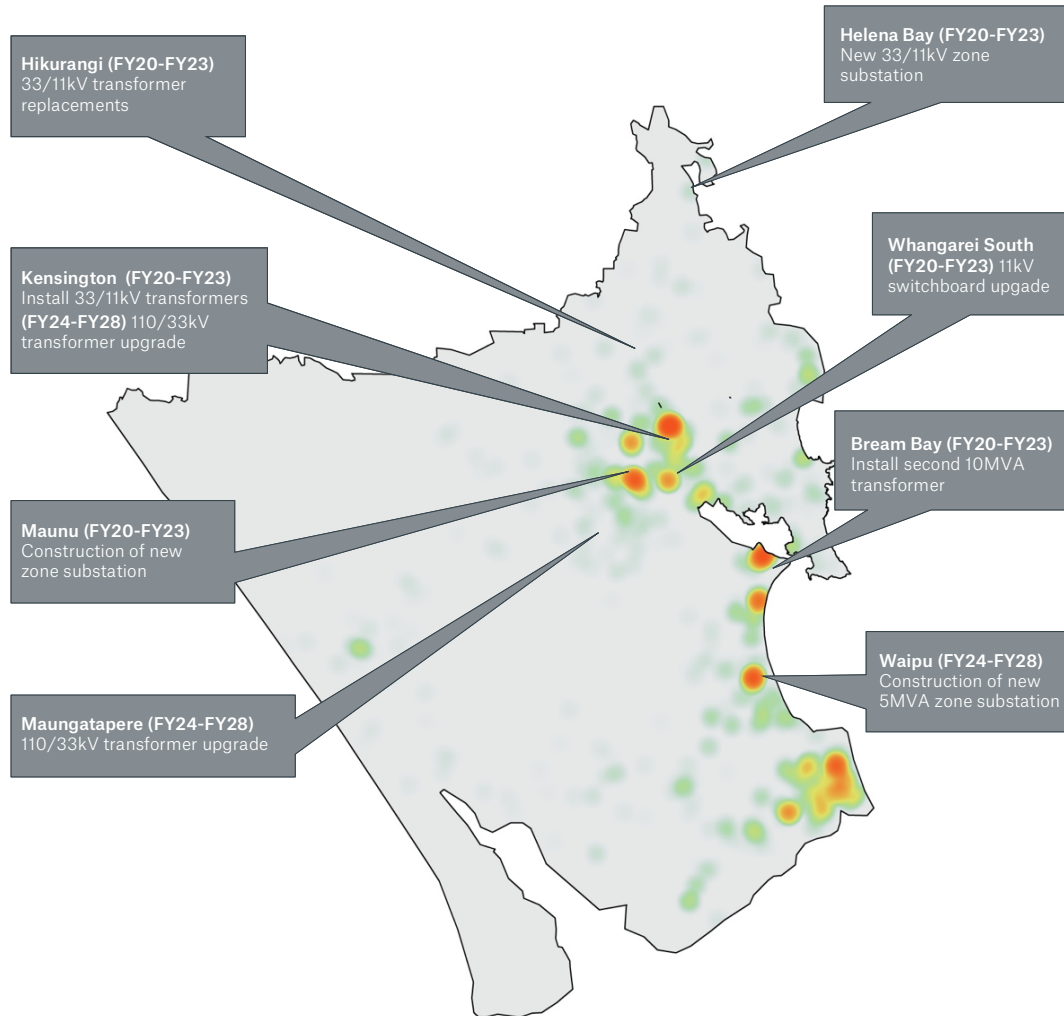 Hikurangi (FY20-FY23)
33/11kV transformer
replacements
Helena Bay (FY20-FY23)
New 33/11kV zone
substation
Kensington (FY20-FY23)
Install 33/11kV transformers
(FY24-FY28) 110/33kV
transformer upgrade
Whangarei South
(FY20-FY23) 11kV
switchboard upgade
Bream Bay (FY20-FY23)
Install second 10MVA
transformer
Maunu (FY20-FY23)
Construction of new
zone substation
Waipu (FY24-FY28)
Construction of new
5MVA zone substation
Maungatapere (FY24-FY28)
110/33kV transformer upgrade